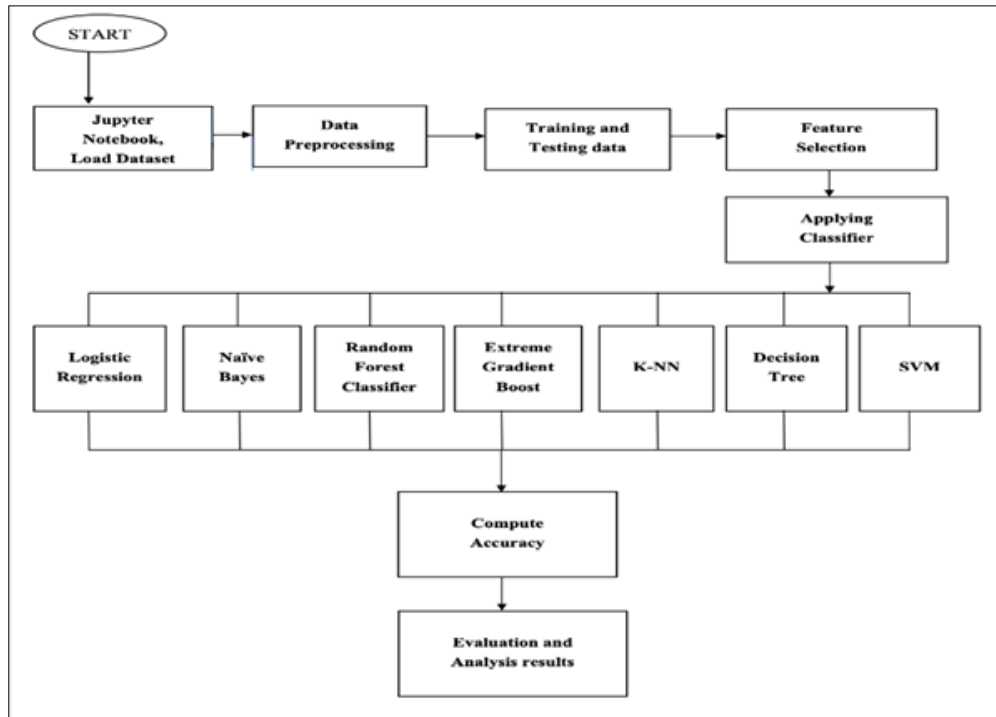 START
Jupyter
Notebook,
Load Dataset
Data
Preprocessing
Training and
Testing data
Feature
Selection
Applying
Classifier
Logistic
Regression
Naïve
Bayes
Random
Forest
Classifier
Extreme
Gradient
Boost
K-NN
Decision
Tree
SVM
Compute
Accuracy
Evaluation and
Analysis results